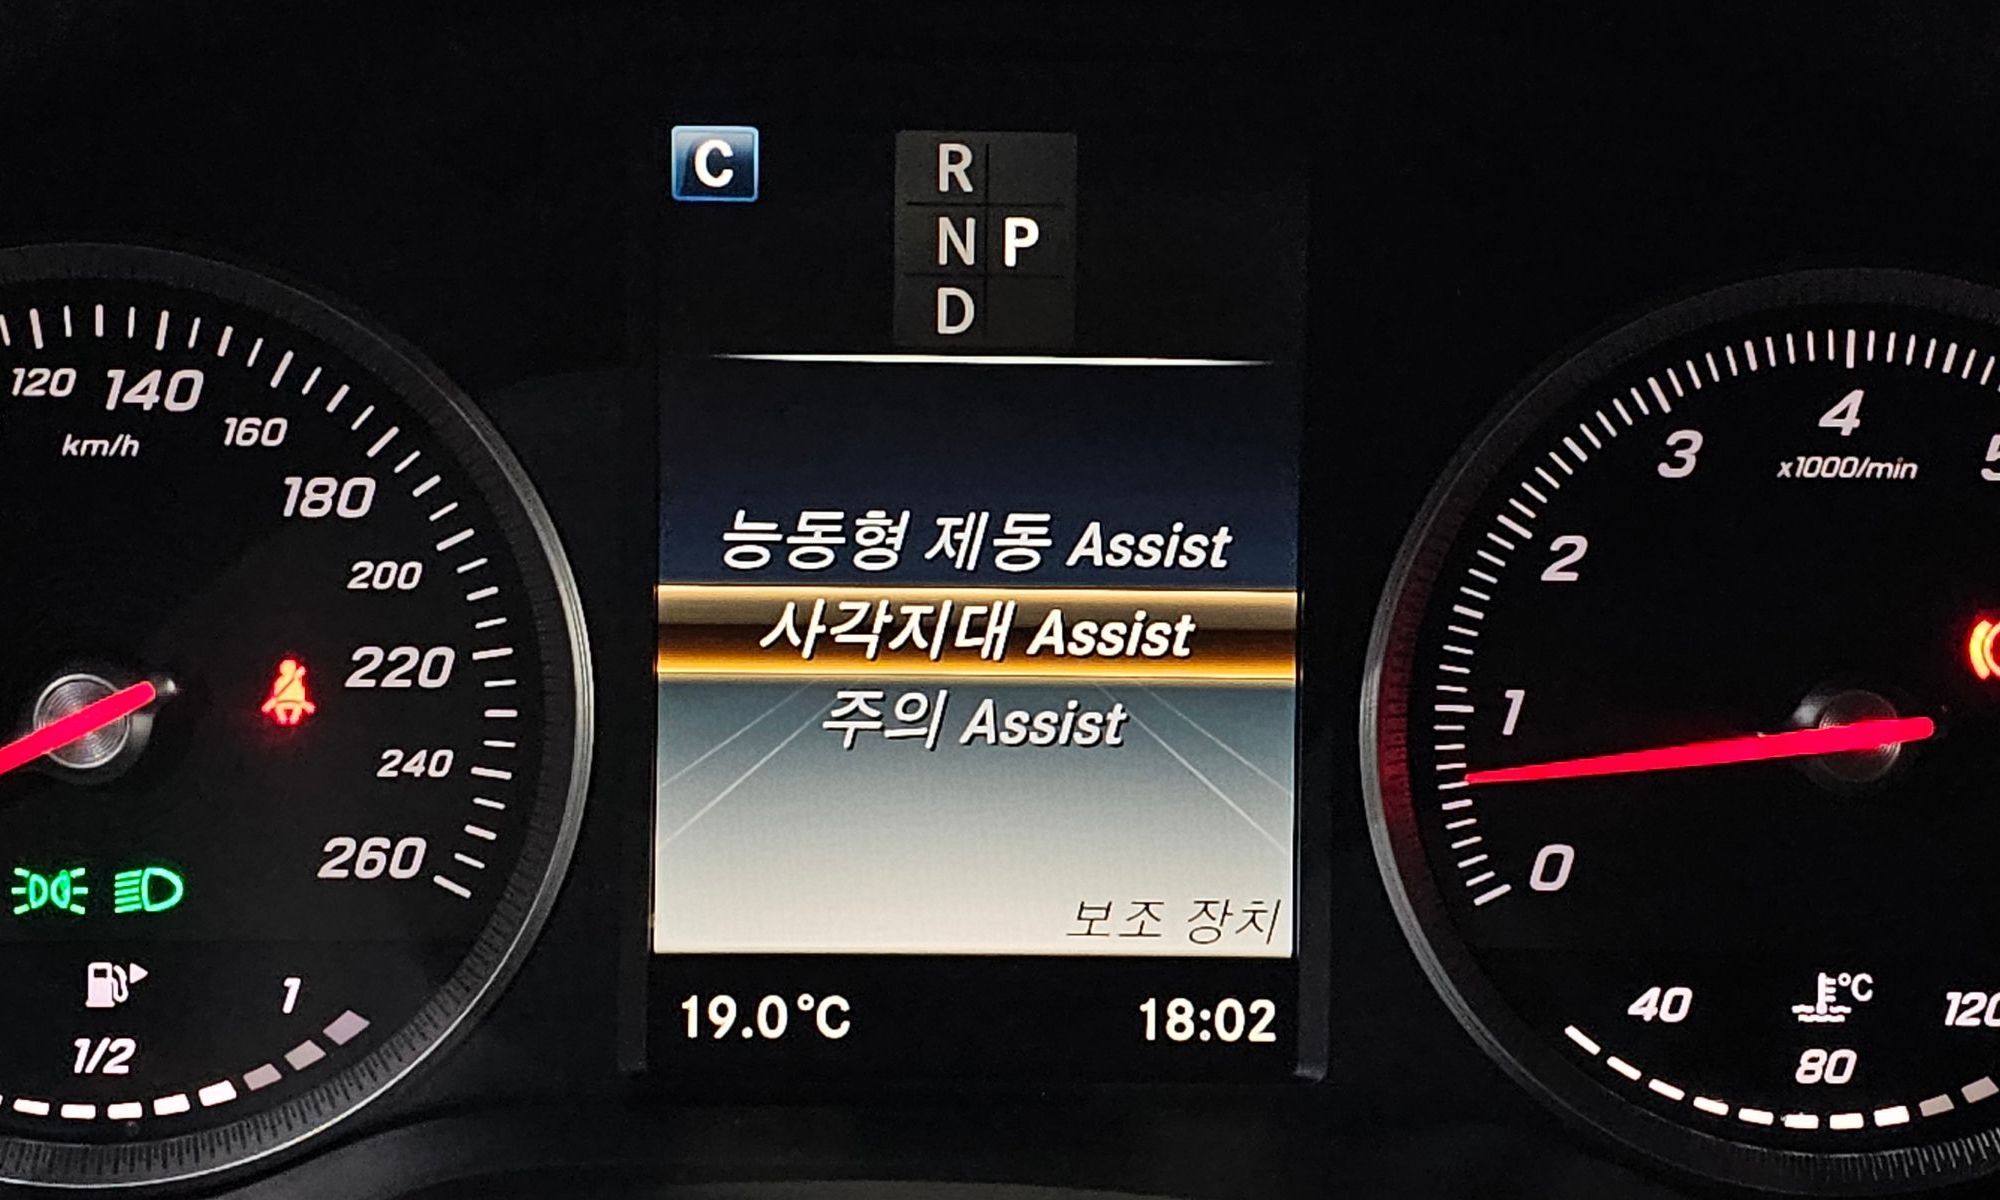 C
R
N P
D
120 140 160 180 200 220 240 260
km/h
1/2 1
능동형 제동 Assist
사각지대 Assist
주의 Assist
보조 장치
19.0°C 18:02
0 1 2 3 4 5
x1000/min
40 80 120
°C